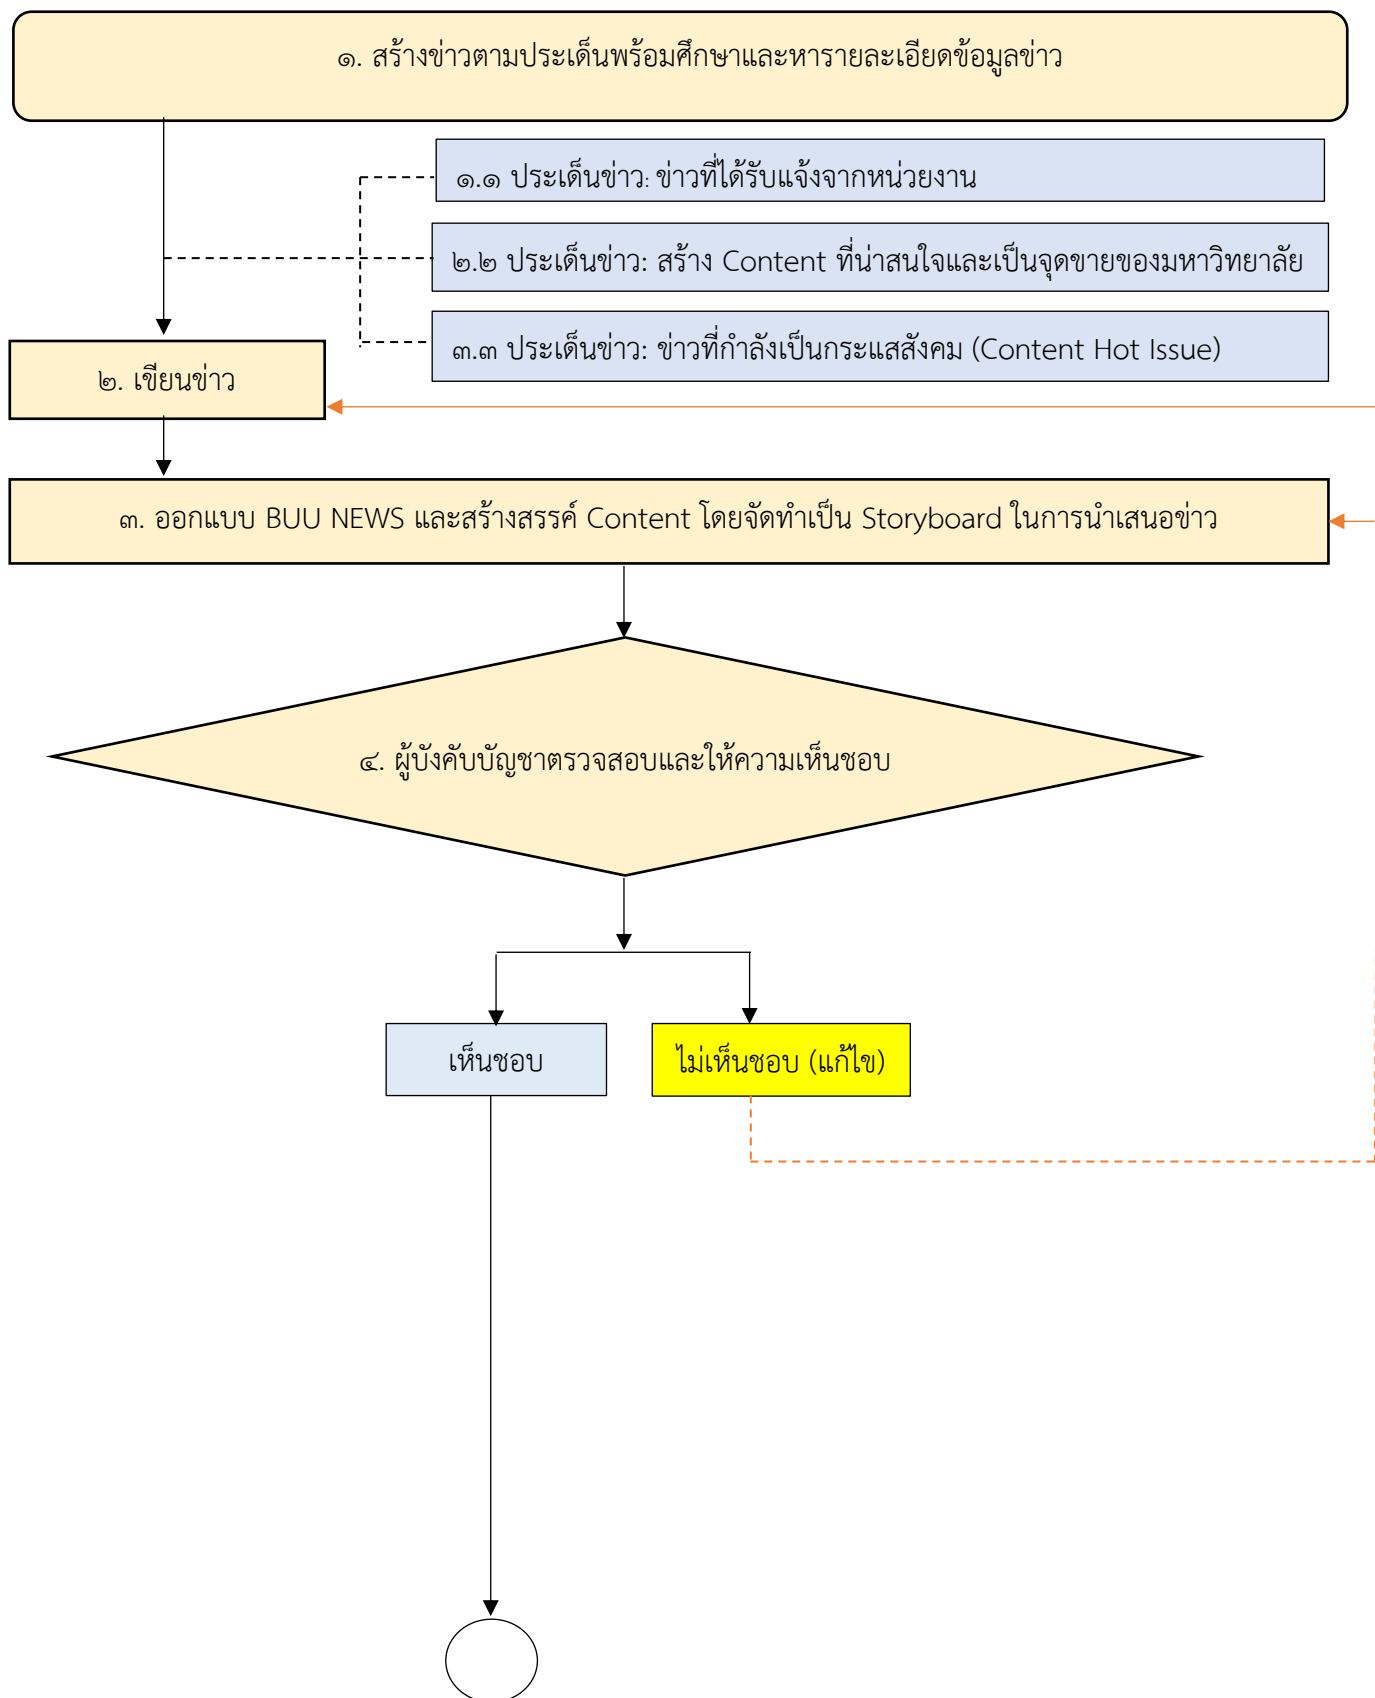 ๑. สร้างข่าวตามประเด็นพร้อมศึกษาและหารายละเอียดข้อมูลข่าว
๑.๑ ประเด็นข่าว: ข่าวที่ได้รับแจ้งจากหน่วยงาน
๒.๒ ประเด็นข่าว: สร้าง Content ที่น่าสนใจและเป็นจุดขายของมหาวิทยาลัย
๓.๓ ประเด็นข่าว: ข่าวที่กำลังเป็นกระแสสังคม (Content Hot Issue)
๒. เขียนข่าว
๓. ออกแบบ BUU NEWS และสร้างสรรค์ Content โดยจัดทำเป็น Storyboard ในการนำเสนอข่าว
๔. ผู้บังคับบัญชาตรวจสอบและให้ความเห็นชอบ
เห็นชอบ
ไม่เห็นชอบ (แก้ไข)